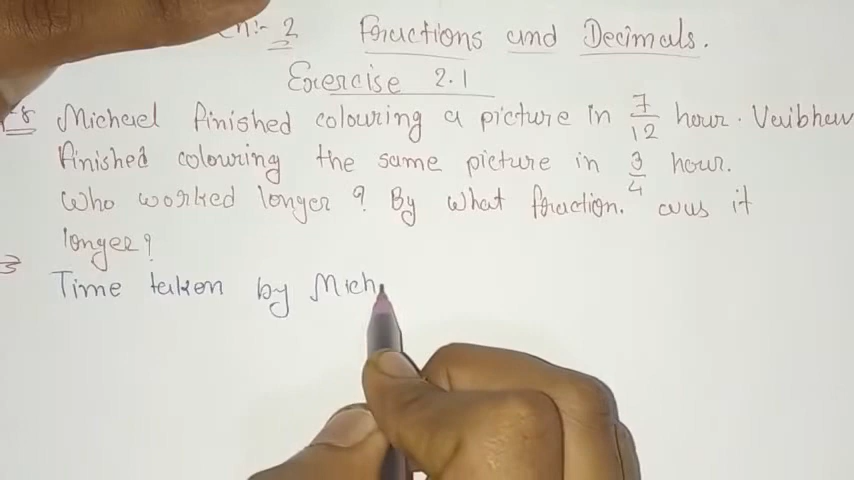 Ch:- 2 Fractions and Decimals.
Exercise 2.1
8 Michael finished colouring a picture in 7/12 hour. Vaibhav
finished colouring the same picture in 3/4 hour.
Who worked longer? By what fraction. was it
longer?
Time taken by Mich